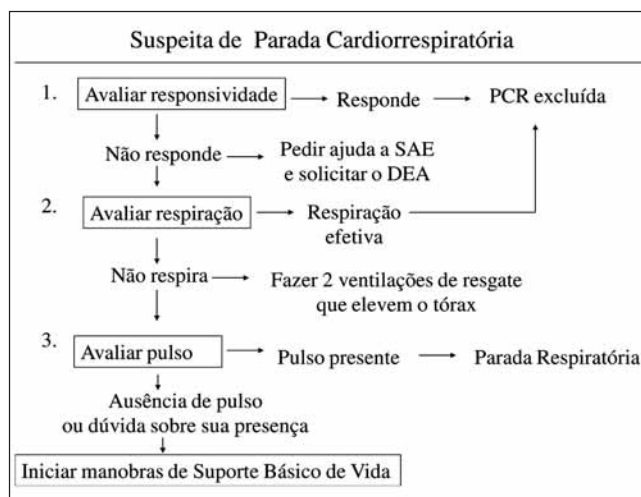 Suspeita de Parada Cardiorrespiratória
1. Avaliar responsividade Responde PCR excluída
Não responde Pedir ajuda a SAE
e solicitar o DEA
2. Avaliar respiração Respiração
efetiva
Não respira Fazer 2 ventilações de resgate
que elevem o tórax
3. Avaliar pulso Pulso presente Parada Respiratória
Ausência de pulso
ou dúvida sobre sua presença
Iniciar manobras de Suporte Básico de Vida